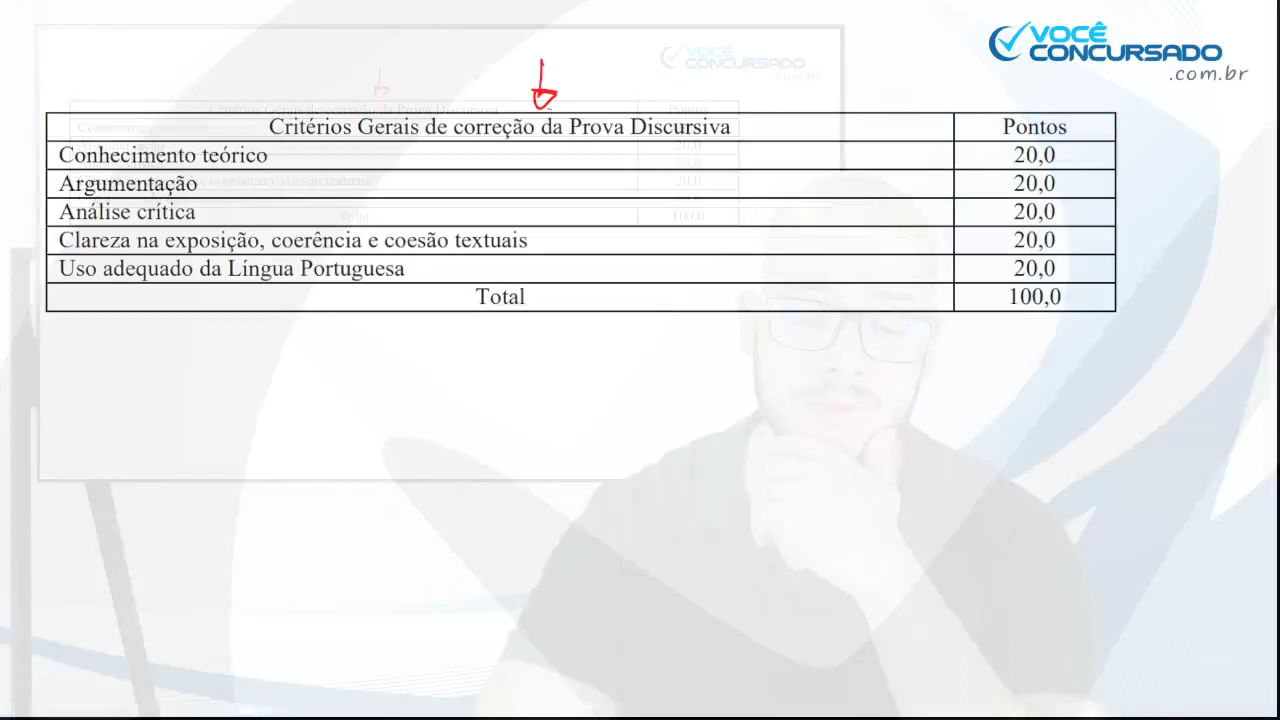 VOCÊ
CONCURSADO
.com.br
Critérios Gerais de correção da Prova Discursiva Pontos
Conhecimento teórico 20,0
Argumentação 20,0
Análise crítica 20,0
Clareza na exposição, coerência e coesão textuais 20,0
Uso adequado da Língua Portuguesa 20,0
Total 100,0